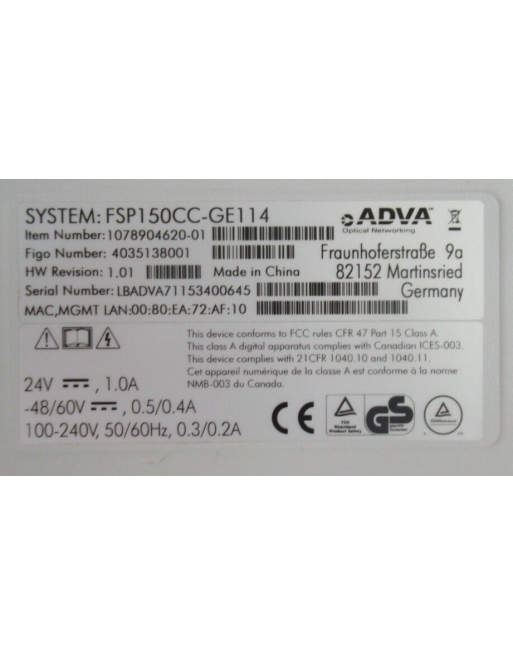 SYSTEM: FSP150CC-GE114
ADVA
Optical Networking
Item Number:1078904620-01
Figo Number: 4035138001
HW Revision: 1.01
Made in China
Serial Number: LBADVA71153400645
MAC,MGMT LAN:00:80:EA:72:AF:10
Fraunhoferstraße 9a
82152 Martinsried
Germany
This device conforms to FCC rules CFR 47 Part 15 Class A.
This class A digital apparatus complies with Canadian ICES-003.
This device complies with 21CFR 1040.10 and 1040.11.
Cet appareil numérique de la classe A est conforme à la norme
NMB-003 du Canada.
24V, 1.0A
-48/60V, 0.5/0.4A
100-240V, 50/60Hz, 0.3/0.2A
CE
GS